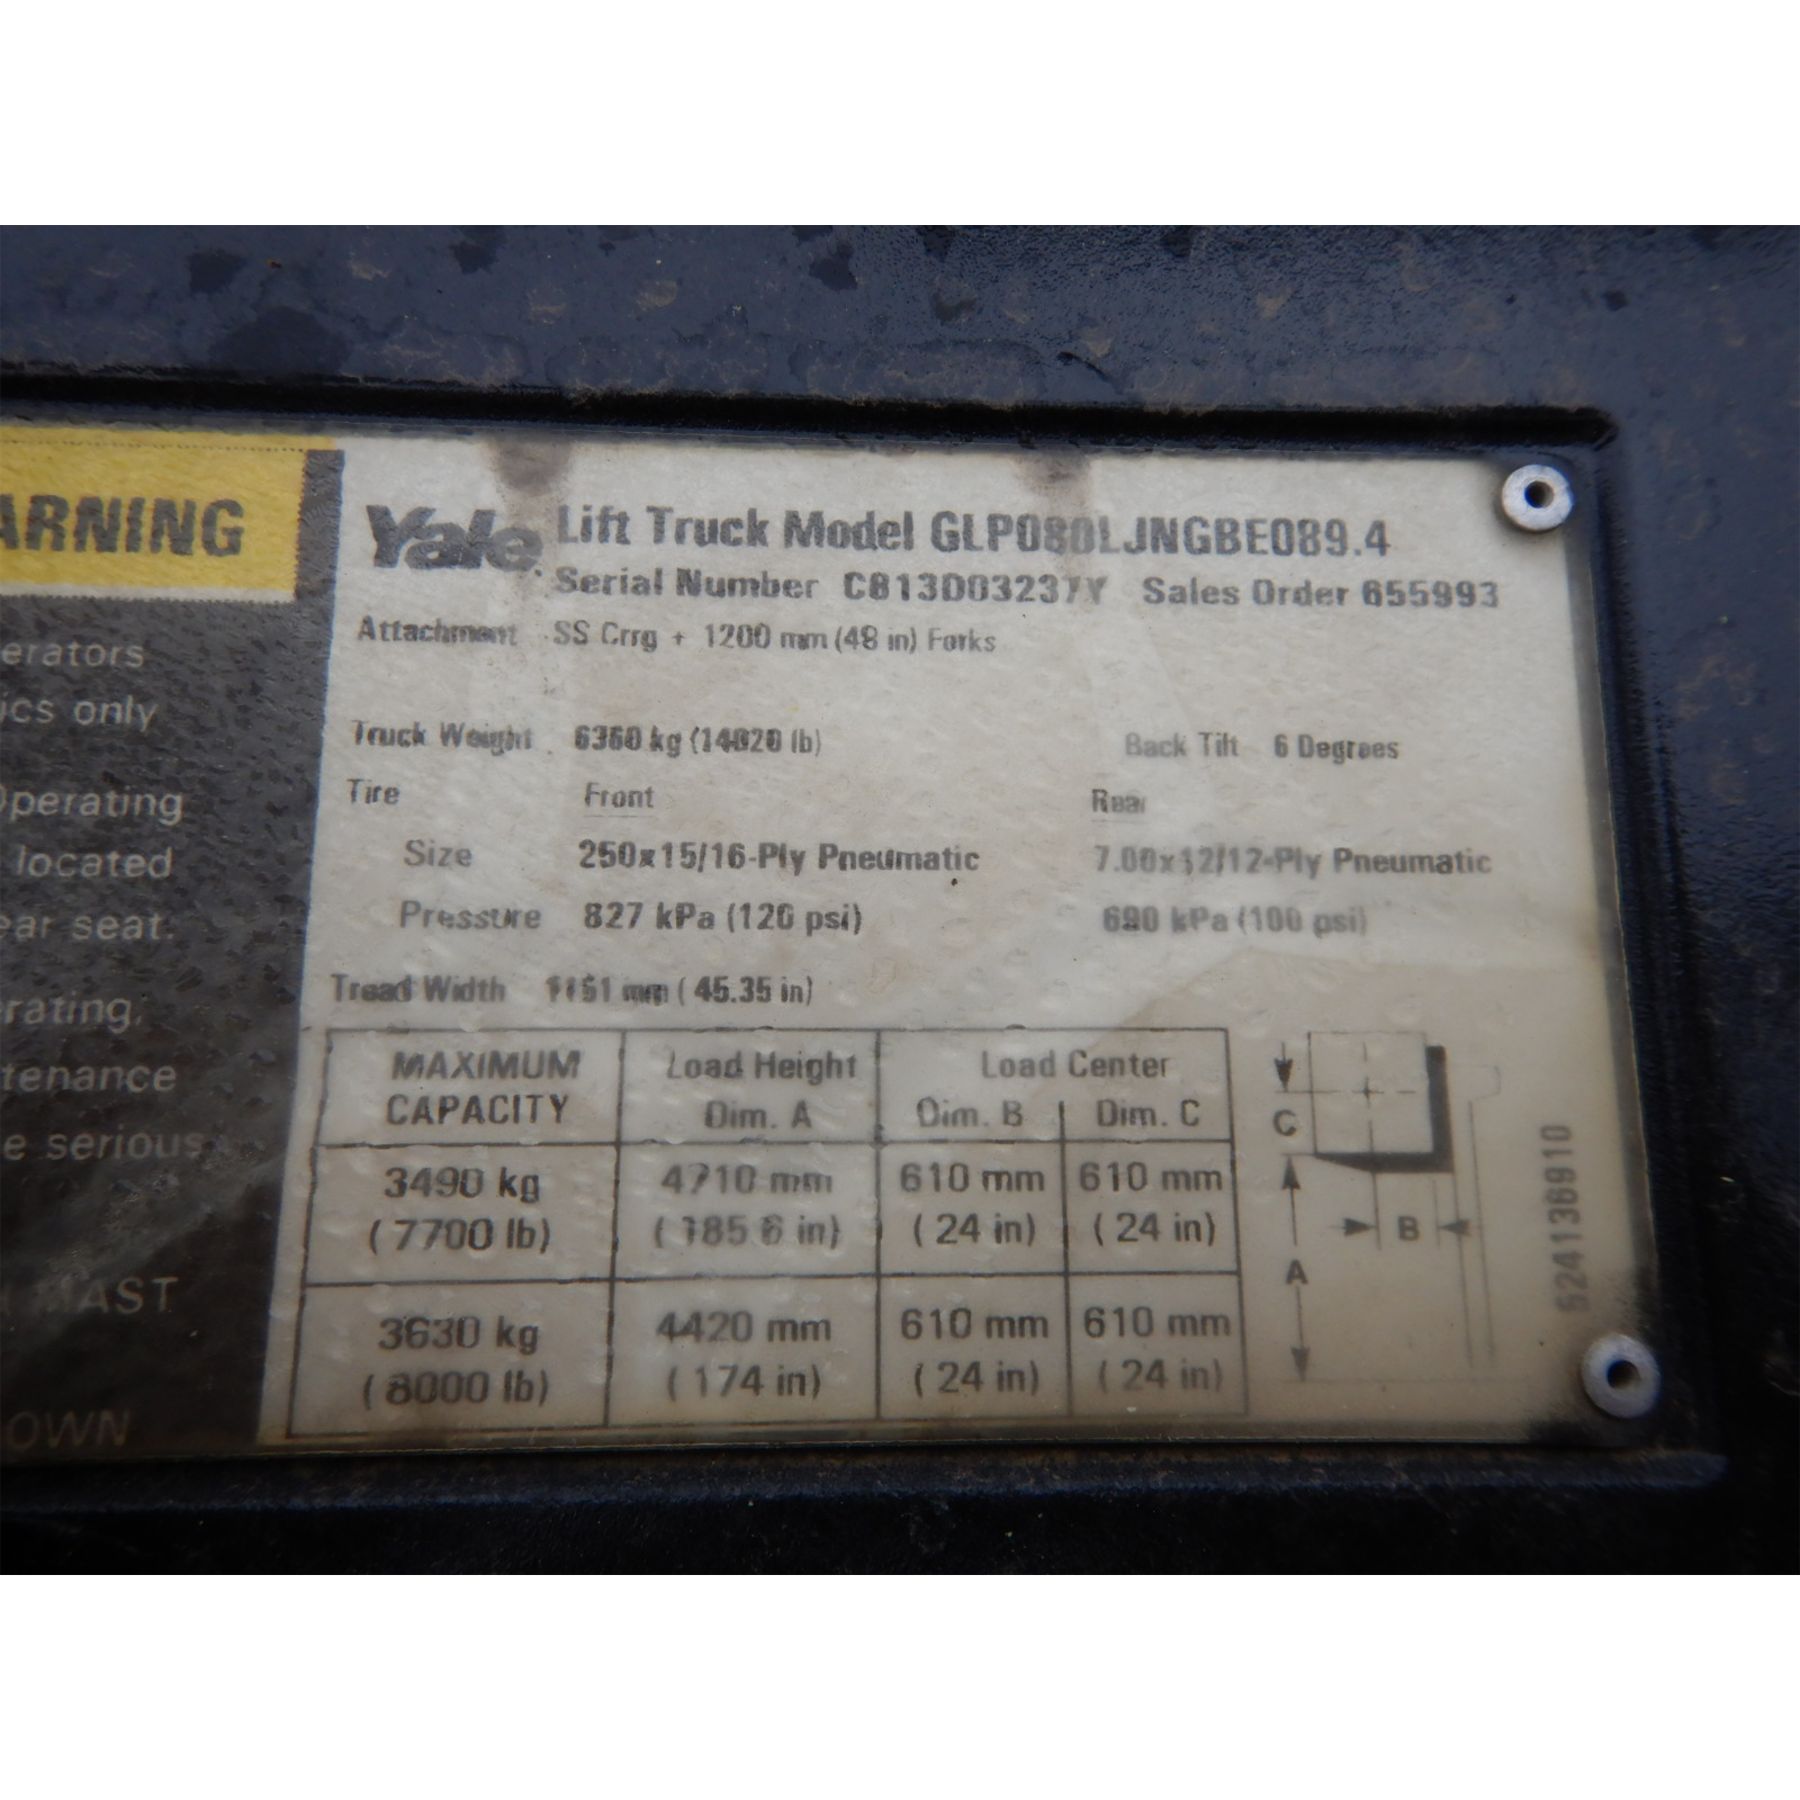 ARNING
erators
ics only
Operating
located
ear seat.
erating.
tenance
e serious
MAST
OWN
Yale Lift Truck Model GLP080LJNGBE089.4
Serial Number C813D03237Y Sales Order 655993
Attachment SS Crrg + 1200 mm (48 in) Forks
Truck Weight 6360 kg (14020 lb) Back Tilt 6 Degrees
Tire Front Rear
Size 250x15/16-Ply Pneumatic 7.00x12/12-Ply Pneumatic
Pressure 827 kPa (120 psi) 690 kPa (100 psi)
Tread Width 1151 mm ( 45.35 in)
MAXIMUM Load Height Load Center
CAPACITY Dim. A Dim. B Dim. C
3490 kg 4710 mm 610 mm 610 mm
( 7700 lb) ( 185.6 in) ( 24 in) ( 24 in)
3630 kg 4420 mm 610 mm 610 mm
( 8000 lb) ( 174 in) ( 24 in) ( 24 in)
C
B
A
524136910